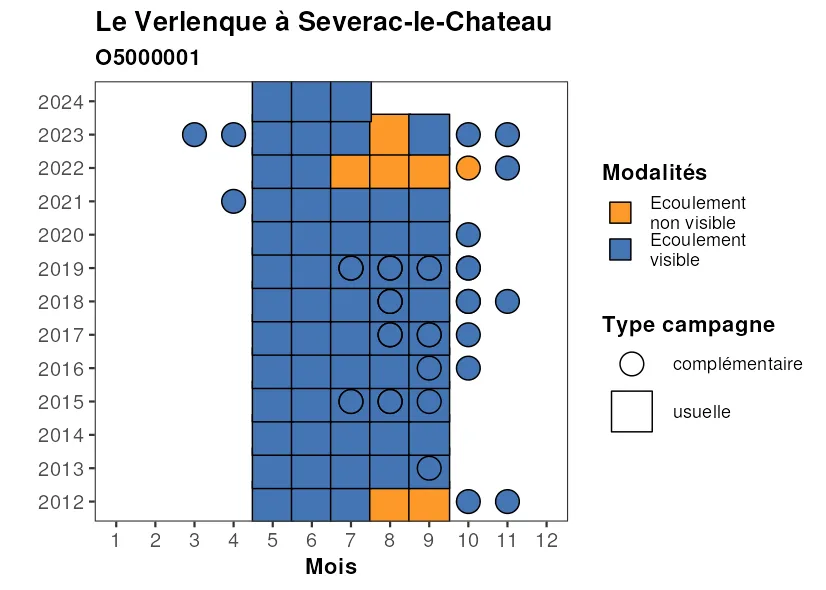 Le Verlenque à Severac-le-Chateau
O5000001
2024
2023
2022
2021
2020
2019
2018
2017
2016
2015
2014
2013
2012
1 2 3 4 5 6 7 8 9 10 11 12
Mois
Modalités
Ecoulement
non visible
Ecoulement
visible
Type campagne
complémentaire
usuelle